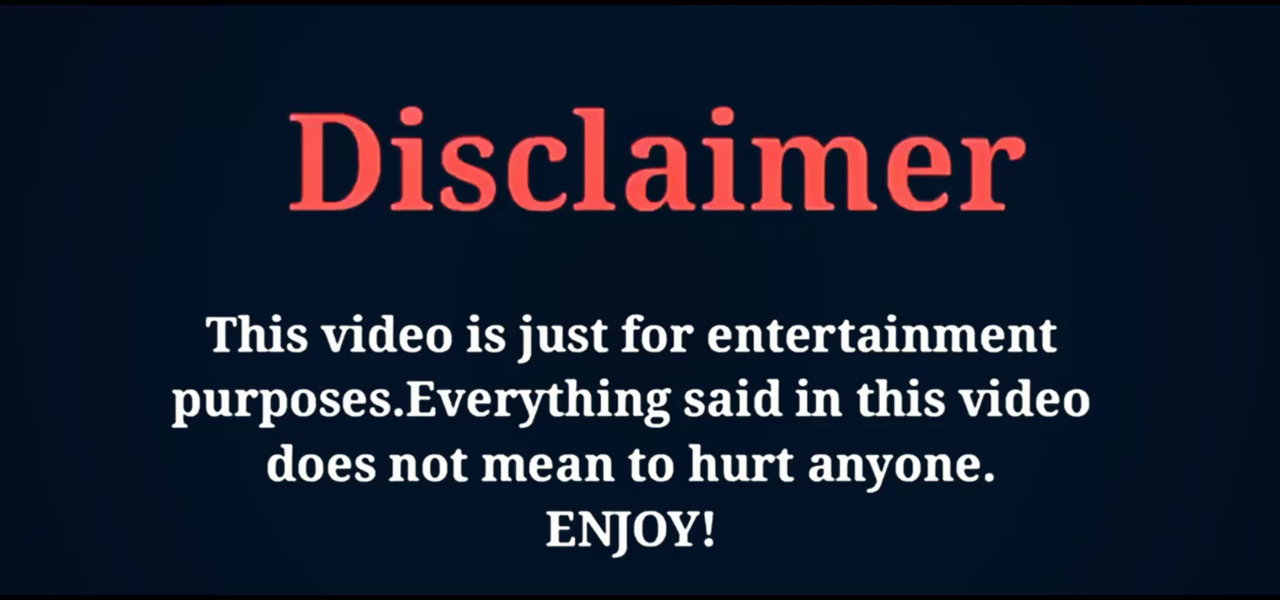 Disclaimer
This video is just for entertainment
purposes.Everything said in this video
does not mean to hurt anyone.
ENJOY!